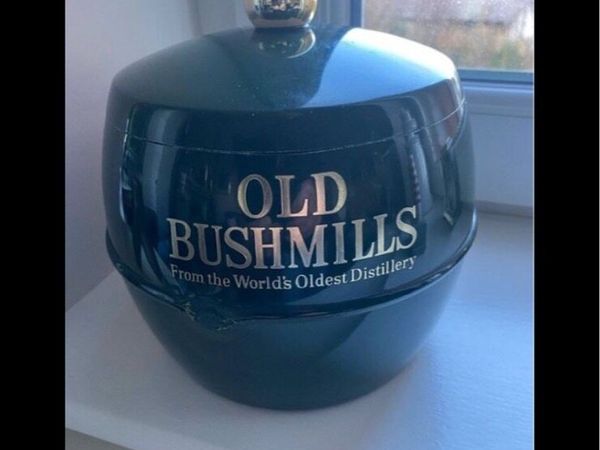 OLD
BUSHMILLS
From the World's Oldest Distillery